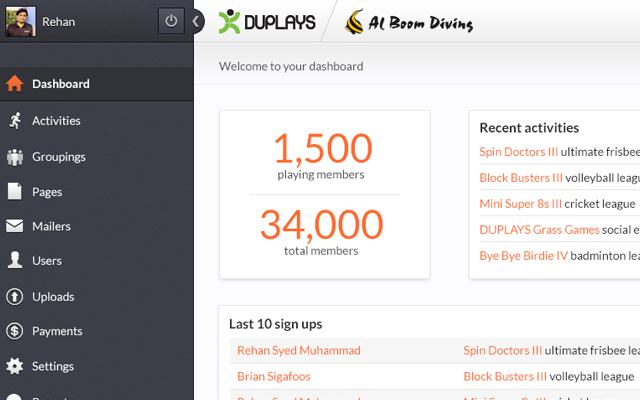 Rehan
DUPLAYS
Al Boom Diving
Welcome to your dashboard
Dashboard
Activities
Groupings
Pages
Mailers
Users
Uploads
Payments
Settings
1,500
playing members
34,000
total members
Recent activities
Spin Doctors III ultimate frisbee
Block Busters III volleyball leag
Mini Super 8s III cricket league
DUPLAYS Grass Games social e
Bye Bye Birdie IV badminton lea
Last 10 sign ups
Rehan Syed Muhammad Spin Doctors III ultimate frisbee lea
Brian Sigafoos Block Busters III volleyball league